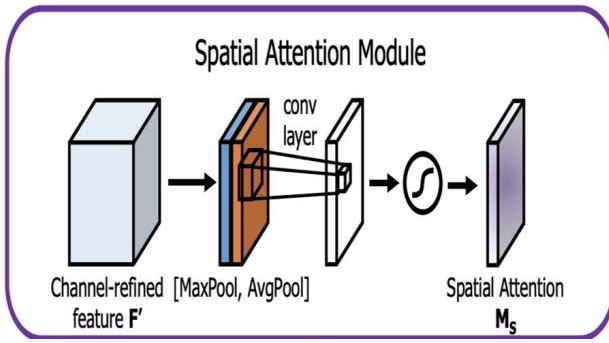 Spatial Attention Module
conv
layer
Channel-refined
feature F'
[MaxPool, AvgPool]
Spatial Attention
Ms